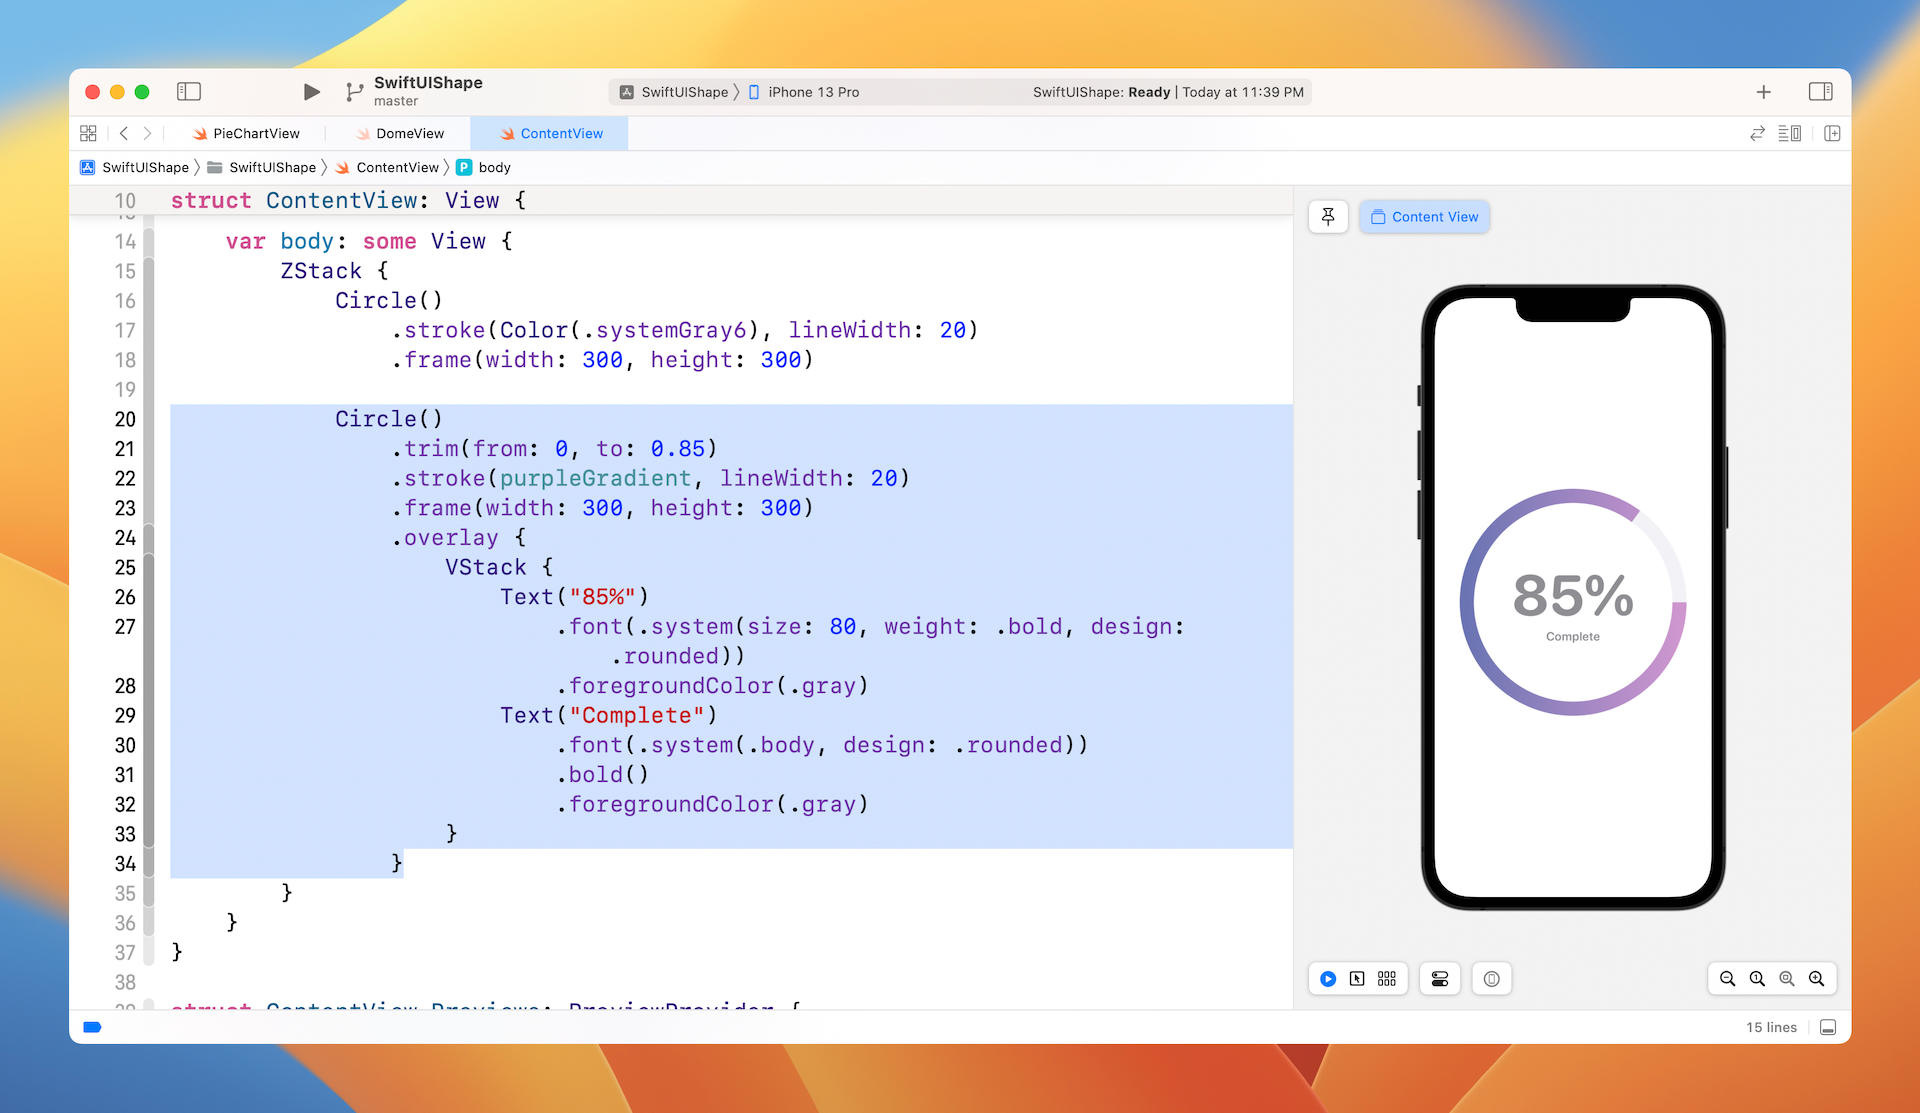 SwiftUIShape
master
SwiftUIShape 〉 iPhone 13 Pro
SwiftUIShape: Ready | Today at 11:39 PM
PieChartView
DomeView
ContentView
SwiftUIShape 〉 SwiftUIShape 〉 ContentView 〉 P body
10 struct ContentView: View {
14 var body: some View {
15 ZStack {
16 Circle()
17 .stroke(Color(.systemGray6), lineWidth: 20)
18 .frame(width: 300, height: 300)
19
20 Circle()
21 .trim(from: 0, to: 0.85)
22 .stroke(purpleGradient, lineWidth: 20)
23 .frame(width: 300, height: 300)
24 .overlay {
25 VStack {
26 Text("85%")
27 .font(.system(size: 80, weight: .bold, design:
.rounded))
28 .foregroundColor(.gray)
29 Text("Complete")
30 .font(.system(.body, design: .rounded))
31 .bold()
32 .foregroundColor(.gray)
33 }
34 }
35 }
36 }
37 }
38
struct ContentView_Previews: PreviewProvider {
Content View
85%
Complete
15 lines